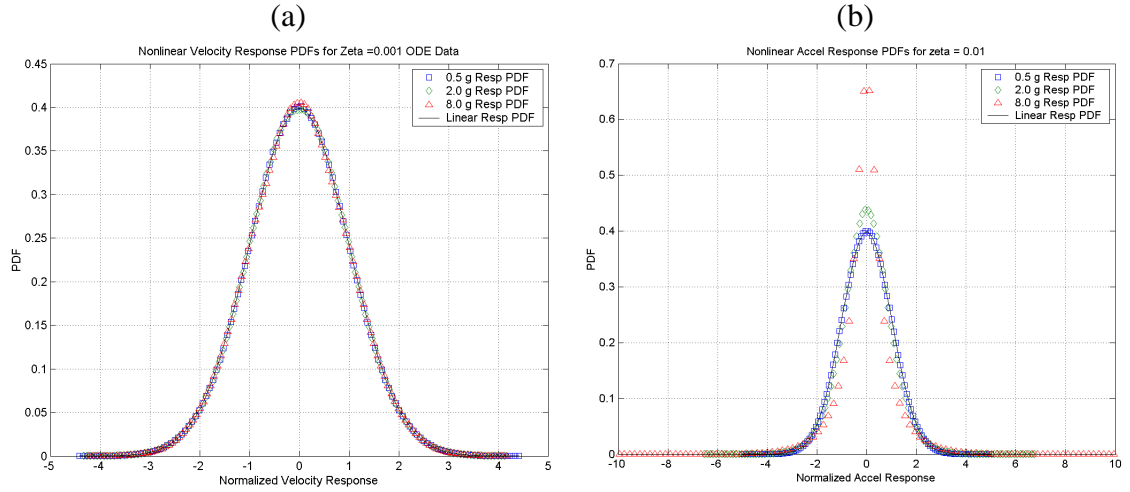 (a)
Nonlinear Velocity Response PDFs for Zeta =0.001 ODE Data
0.45
0.4
0.35
0.3
0.25
0.2
0.15
0.1
0.05
0
PDF
0.5 g Resp PDF
2.0 g Resp PDF
8.0 g Resp PDF
Linear Resp PDF
-5 -4 -3 -2 -1 0 1 2 3 4 5
Normalized Velocity Response
(b)
Nonlinear Accel Response PDFs for zeta = 0.01
0.7
0.6
0.5
0.4
0.3
0.2
0.1
0
PDF
0.5 g Resp PDF
2.0 g Resp PDF
8.0 g Resp PDF
Linear Resp PDF
-10 -8 -6 -4 -2 0 2 4 6 8 10
Normalized Accel Response